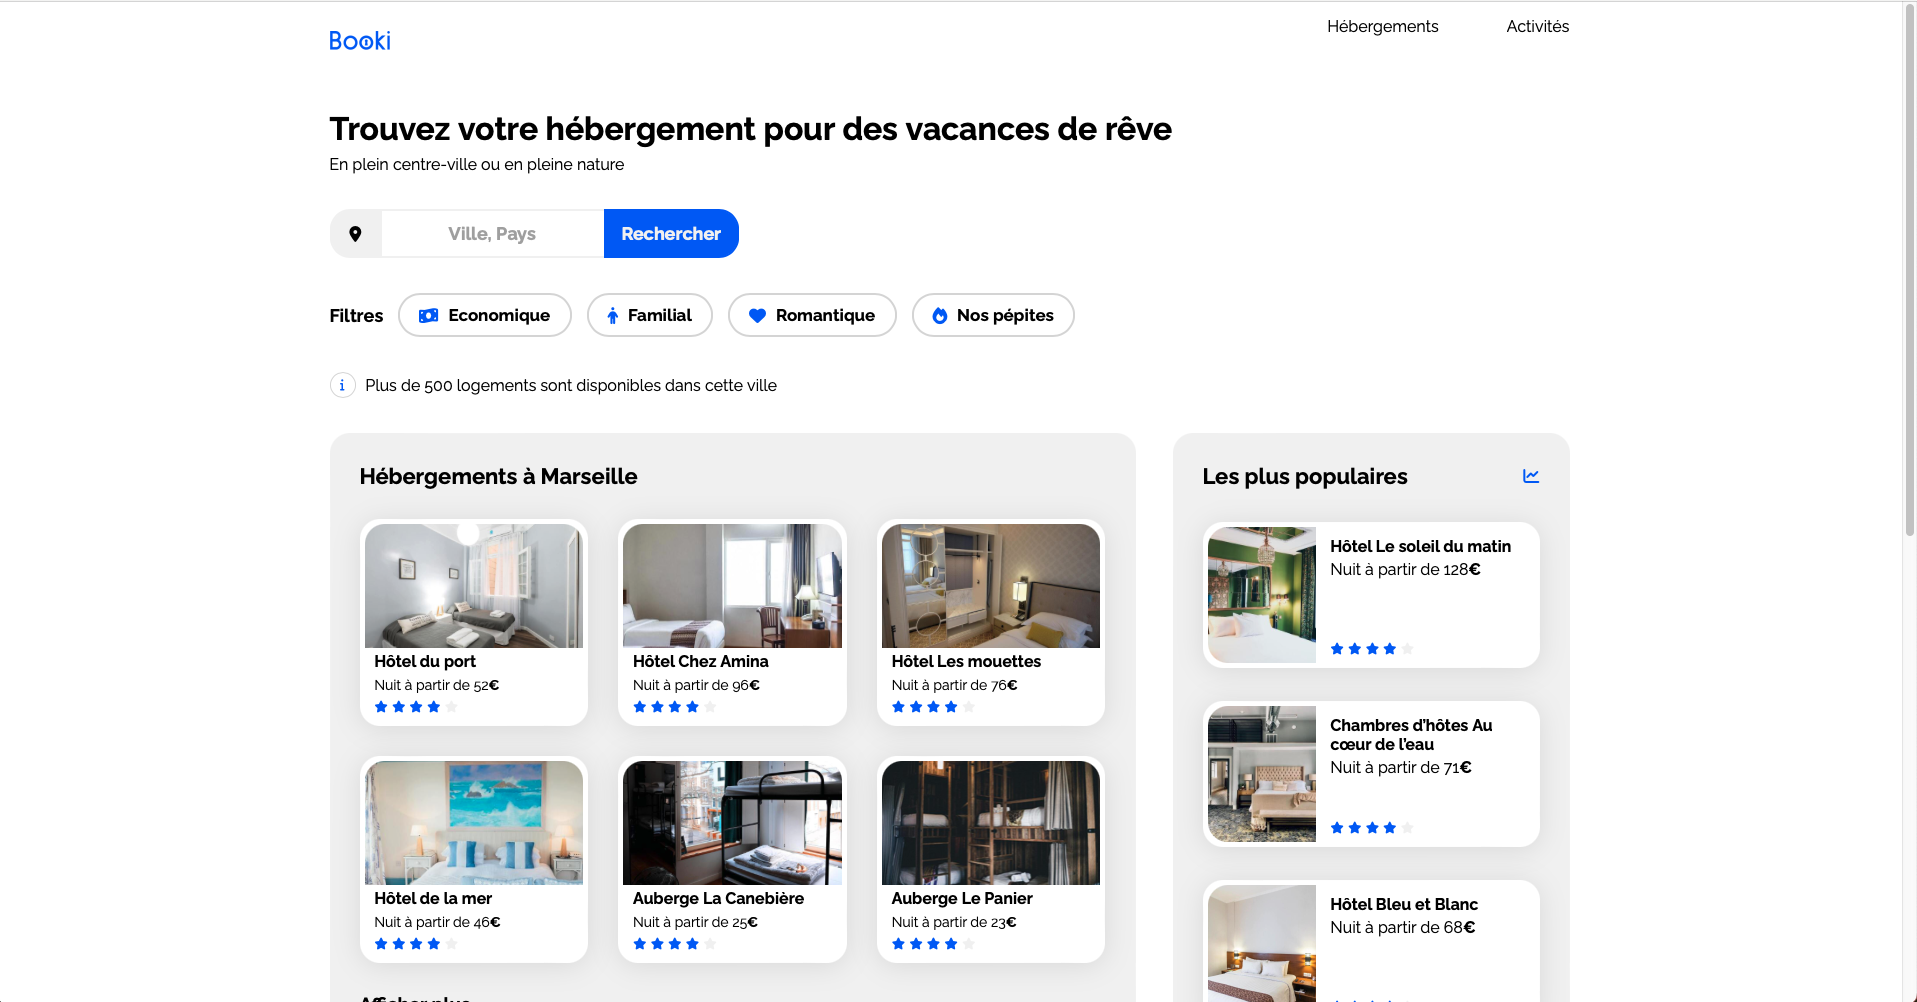 Booki
Hébergements
Activités
Trouvez votre hébergement pour des vacances de rêve
En plein centre-ville ou en pleine nature
Ville, Pays
Rechercher
Filtres
Economique
Familial
Romantique
Nos pépites
Plus de 500 logements sont disponibles dans cette ville
Hébergements à Marseille
Hôtel du port
Nuit à partir de 52€
Hôtel Chez Amina
Nuit à partir de 96€
Hôtel Les mouettes
Nuit à partir de 76€
Hôtel de la mer
Nuit à partir de 46€
Auberge La Canebière
Nuit à partir de 25€
Auberge Le Panier
Nuit à partir de 23€
Afficher plus
Les plus populaires
Hôtel Le soleil du matin
Nuit à partir de 128€
Chambres d’hôtes Au
cœur de l’eau
Nuit à partir de 71€
Hôtel Bleu et Blanc
Nuit à partir de 68€